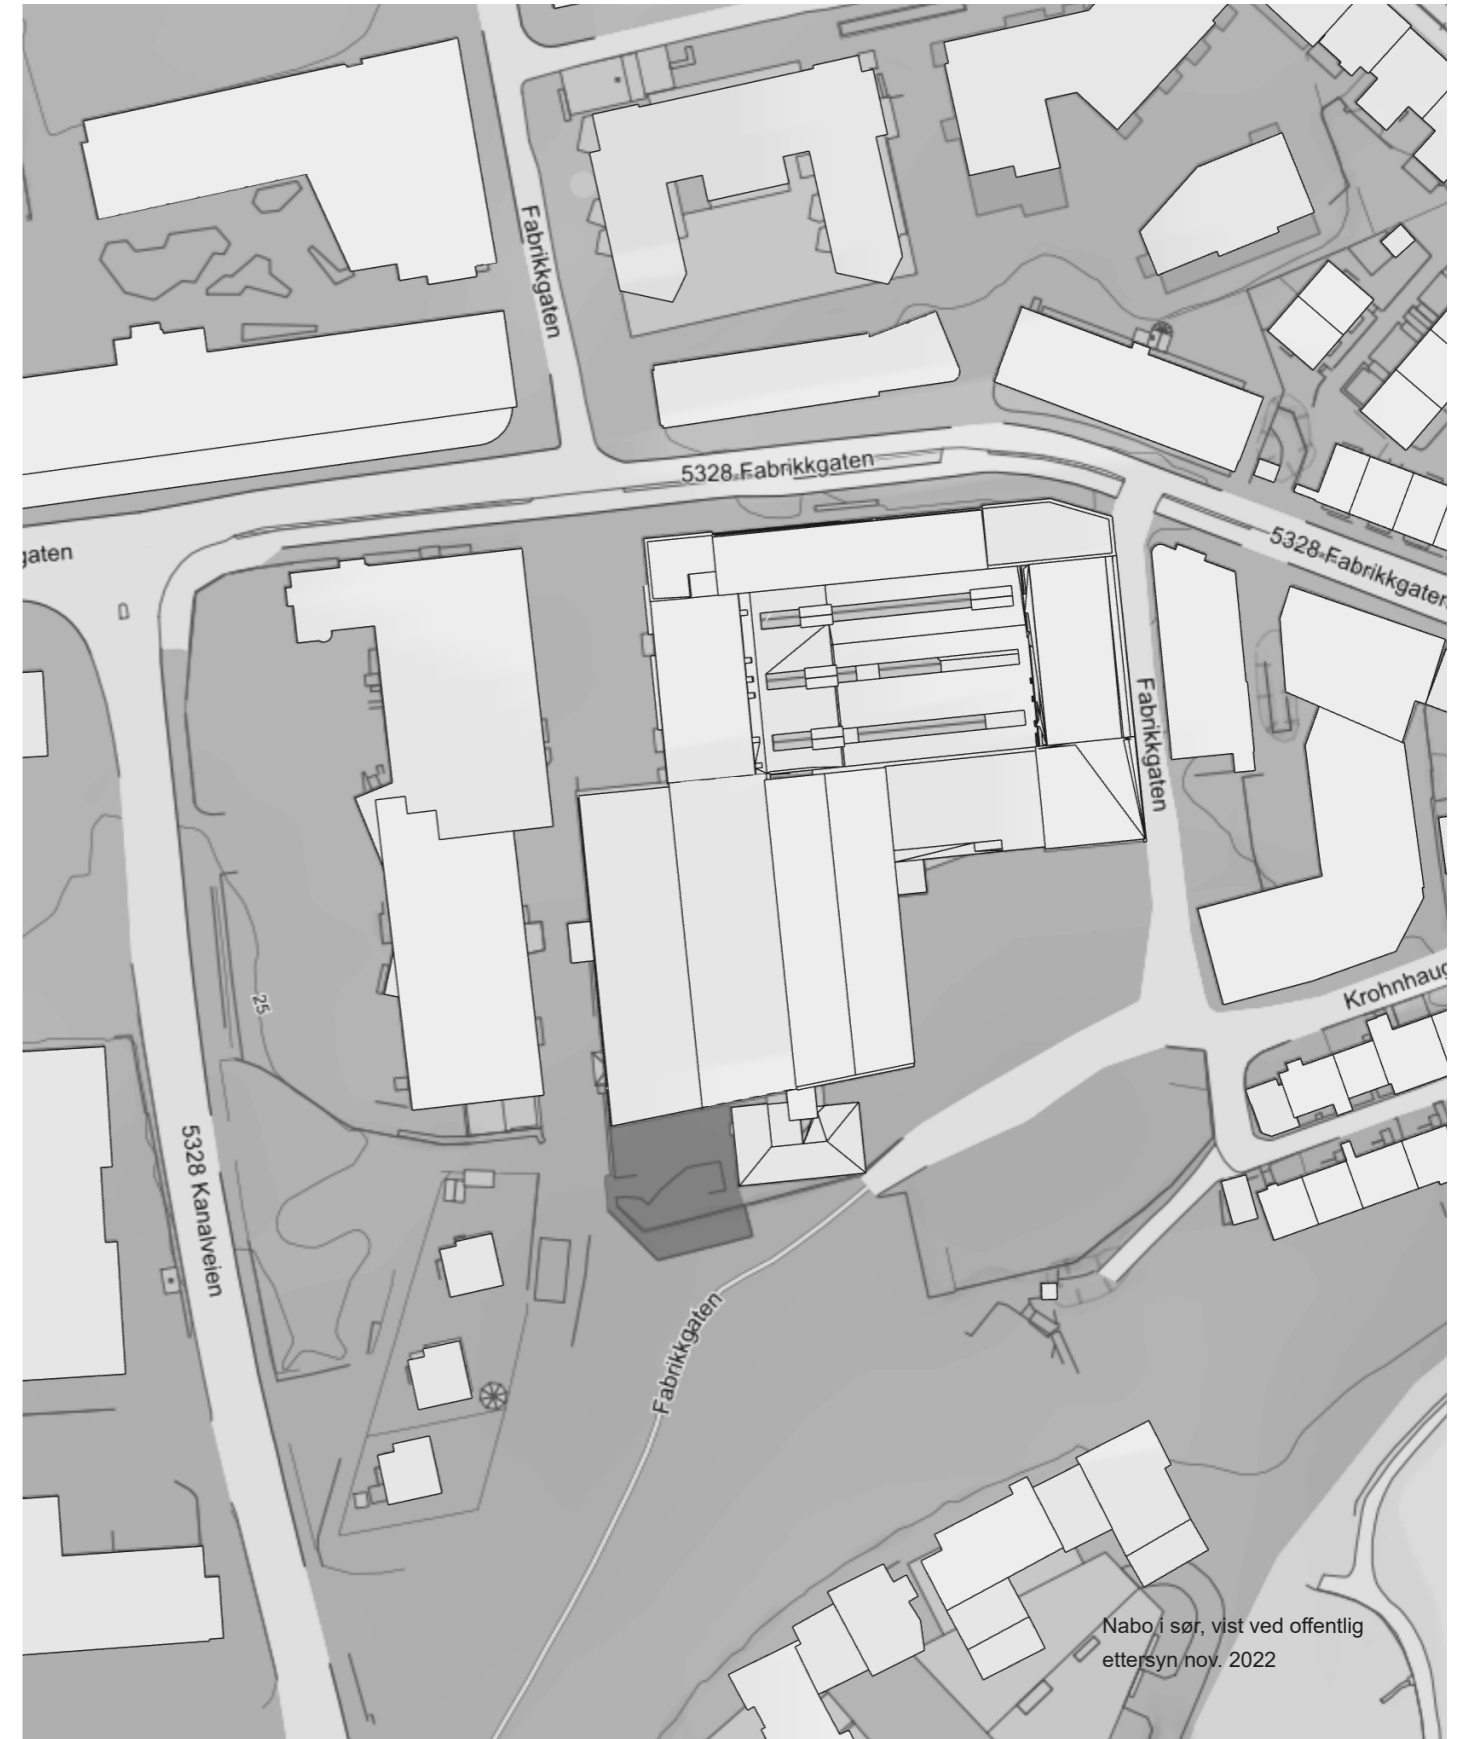 Fabrikkgaten
5328 Fabrikkgaten
gaten
5328 Fabrikkgaten
Fabrikkgaten
25
Krohnhaug
5328 Kanalveien
Fabrikkgaten
Nabo i sør, vist ved offentlig
ettersyn nov. 2022